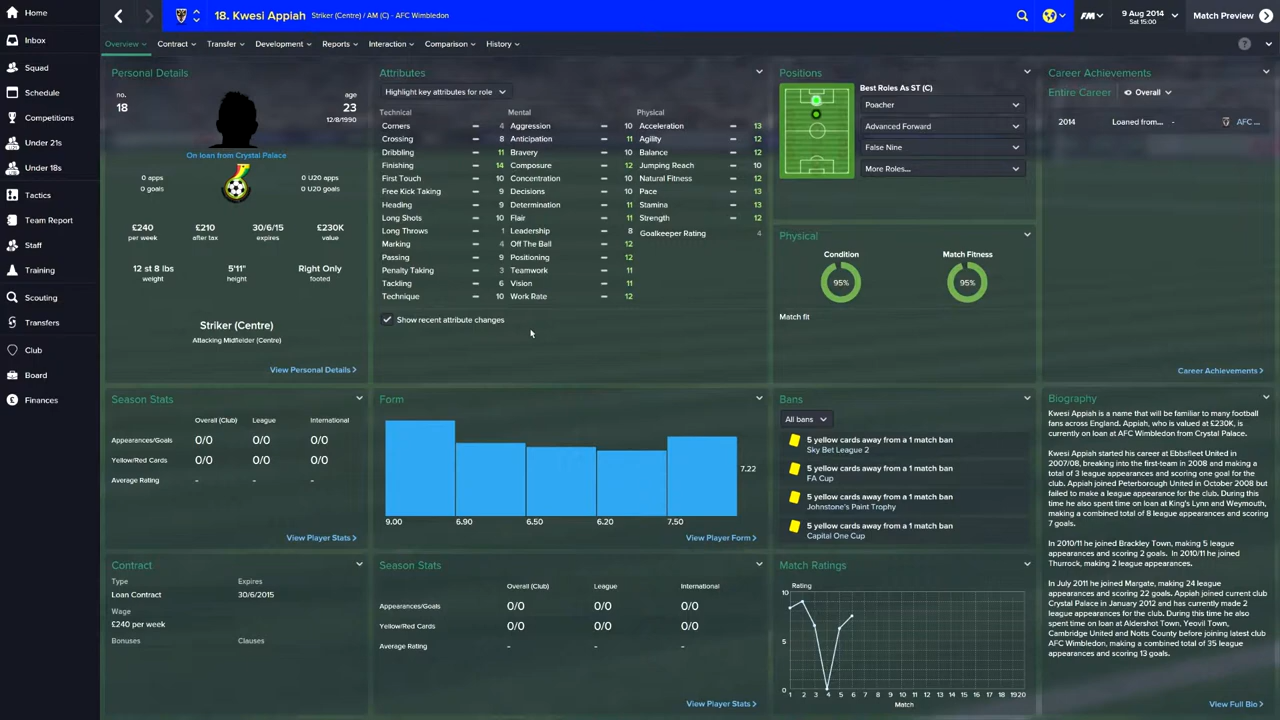 Home
Inbox
Squad
Schedule
Competitions
Under 21s
Under 18s
Tactics
Team Report
Staff
Training
Scouting
Transfers
Club
Board
Finances
18. Kwesi Appiah
Striker (Centre) / AM (C) - AFC Wimbledon
FM
9 Aug 2014
Sat 15:00
Match Preview
Overview
Contract
Transfer
Development
Reports
Interaction
Comparison
History
?
Personal Details
no.
18
age
23
12/8/1990
On loan from Crystal Palace
0 apps
0 goals
0 U20 apps
0 U20 goals
£240
per week
£210
after tax
30/6/15
expires
£230K
value
12 st 8 lbs
weight
5'11"
height
Right Only
footed
Striker (Centre)
Attacking Midfielder (Centre)
View Personal Details >
Attributes
Highlight key attributes for role
Technical Mental Physical
Corners 4 Aggression 10 Acceleration 13
Crossing 8 Anticipation 11 Agility 12
Dribbling 11 Bravery 10 Balance 12
Finishing 14 Composure 12 Jumping Reach 10
First Touch 10 Concentration 10 Natural Fitness 12
Free Kick Taking 9 Decisions 10 Pace 13
Heading 9 Determination 11 Stamina 13
Long Shots 10 Flair 11 Strength 12
Long Throws 1 Leadership 8 Goalkeeper Rating 4
Marking 4 Off The Ball 12
Passing 9 Positioning 12
Penalty Taking 3 Teamwork 11
Tackling 6 Vision 11
Technique 10 Work Rate 12
Show recent attribute changes
Positions
Best Roles As ST (C)
Poacher
Advanced Forward
False Nine
More Roles...
Physical
Condition
95%
Match Fitness
95%
Match fit
Career Achievements
Entire Career
Overall
2014 Loaned from... - AFC ...
Career Achievements >
Season Stats
Overall (Club) League International
Appearances/Goals 0/0 0/0 0/0
Yellow/Red Cards 0/0 0/0 0/0
Average Rating - - -
View Player Stats >
Form
7.22
9.00 6.90 6.50 6.20 7.50
View Player Form >
Bans
All bans
5 yellow cards away from a 1 match ban
Sky Bet League 2
5 yellow cards away from a 1 match ban
FA Cup
5 yellow cards away from a 1 match ban
Johnstone's Paint Trophy
5 yellow cards away from a 1 match ban
Capital One Cup
Biography
Kwesi Appiah is a name that will be familiar to many football
fans across England. Appiah, who is valued at £230K, is
currently on loan at AFC Wimbledon from Crystal Palace.
Kwesi Appiah started his career at Ebbsfleet United in
2007/08, breaking into the first-team in 2008 and making a
total of 3 league appearances and scoring one goal for the
club. Appiah joined Peterborough United in October 2008 but
failed to make a league appearance for the club. During this
time he also spent time on loan at King's Lynn and Weymouth,
making a combined total of 8 league appearances and scoring
7 goals.
In 2010/11 he joined Brackley Town, making 5 league
appearances and scoring 2 goals. In 2010/11 he joined
Thurrock, making 2 league appearances.
In July 2011 he joined Margate, making 24 league
appearances and scoring 22 goals. Appiah joined current club
Crystal Palace in January 2012 and has currently made 2
league appearances for the club. During this time he also
spent time on loan at Aldershot Town, Yeovil Town,
Cambridge United and Notts County before joining latest club
AFC Wimbledon, making a combined total of 35 league
appearances and scoring 13 goals.
View Full Bio >
Contract
Type
Loan Contract
Expires
30/6/2015
Wage
£240 per week
Bonuses
Clauses
Season Stats
Overall (Club) League International
Appearances/Goals 0/0 0/0 0/0
Yellow/Red Cards 0/0 0/0 0/0
Average Rating - - -
View Player Stats >
Match Ratings
Rating
10
5
0
1 2 3 4 5 6 7 8 9 10 11 12 13 14 15 16 17 18 19 20
Match